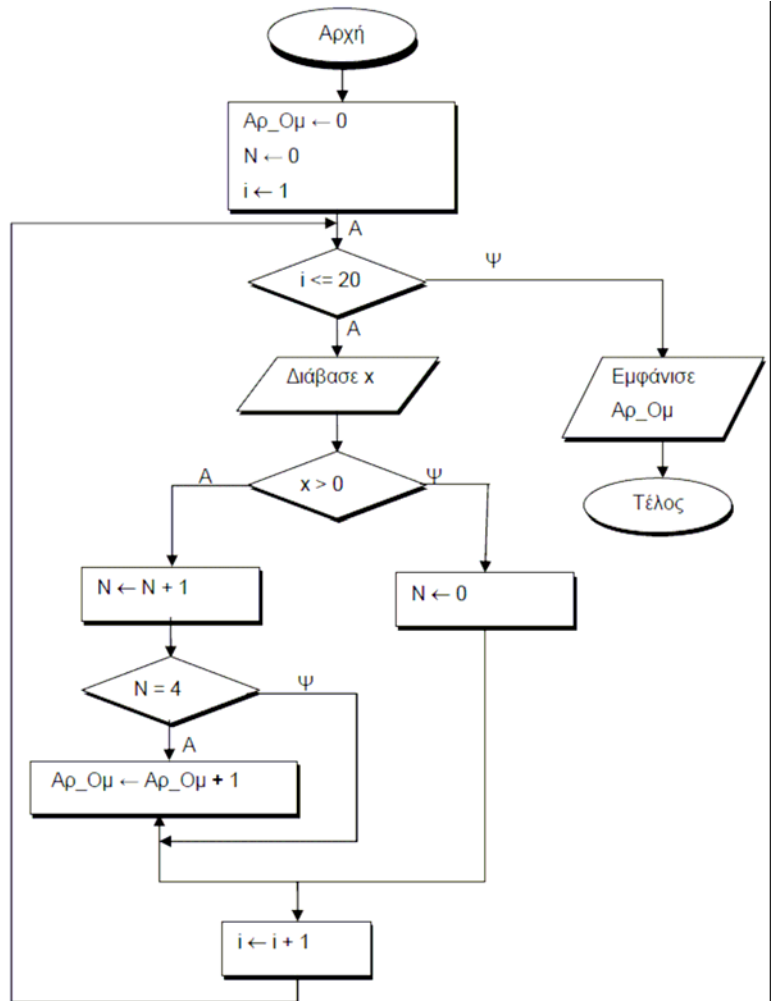 Αρχή
Αρ_Ομ ← 0
Ν ← 0
i ← 1
Α
i <= 20
Ψ
Α
Διάβασε x
Εμφάνισε
Αρ_Ομ
x > 0
Α
Ψ
Τέλος
Ν ← Ν + 1
Ν ← 0
Ν = 4
Ψ
Α
Αρ_Ομ ← Αρ_Ομ + 1
i ← i + 1